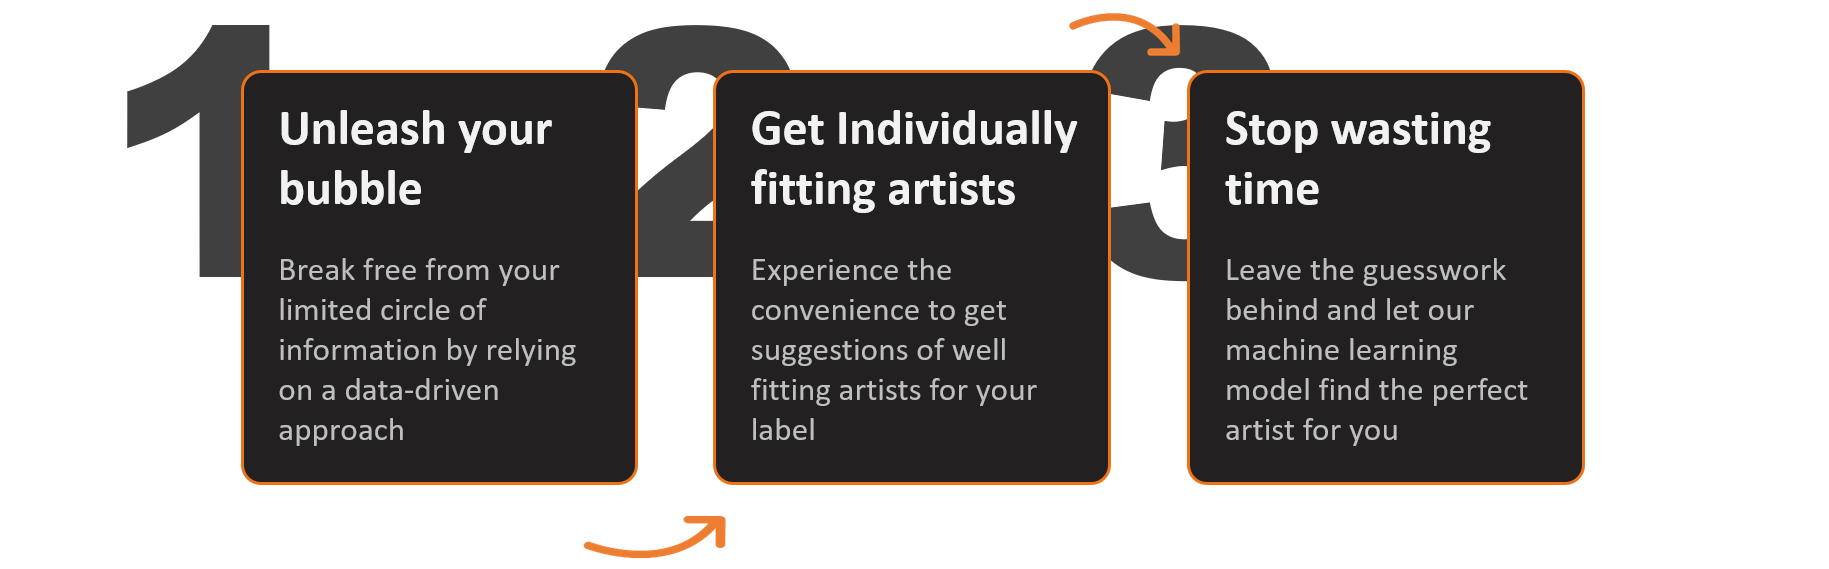 1
Unleash your
bubble
Break free from your
limited circle of
information by relying
on a data-driven
approach
2
Get Individually
fitting artists
Experience the
convenience to get
suggestions of well
fitting artists for your
label
3
Stop wasting
time
Leave the guesswork
behind and let our
machine learning
model find the perfect
artist for you